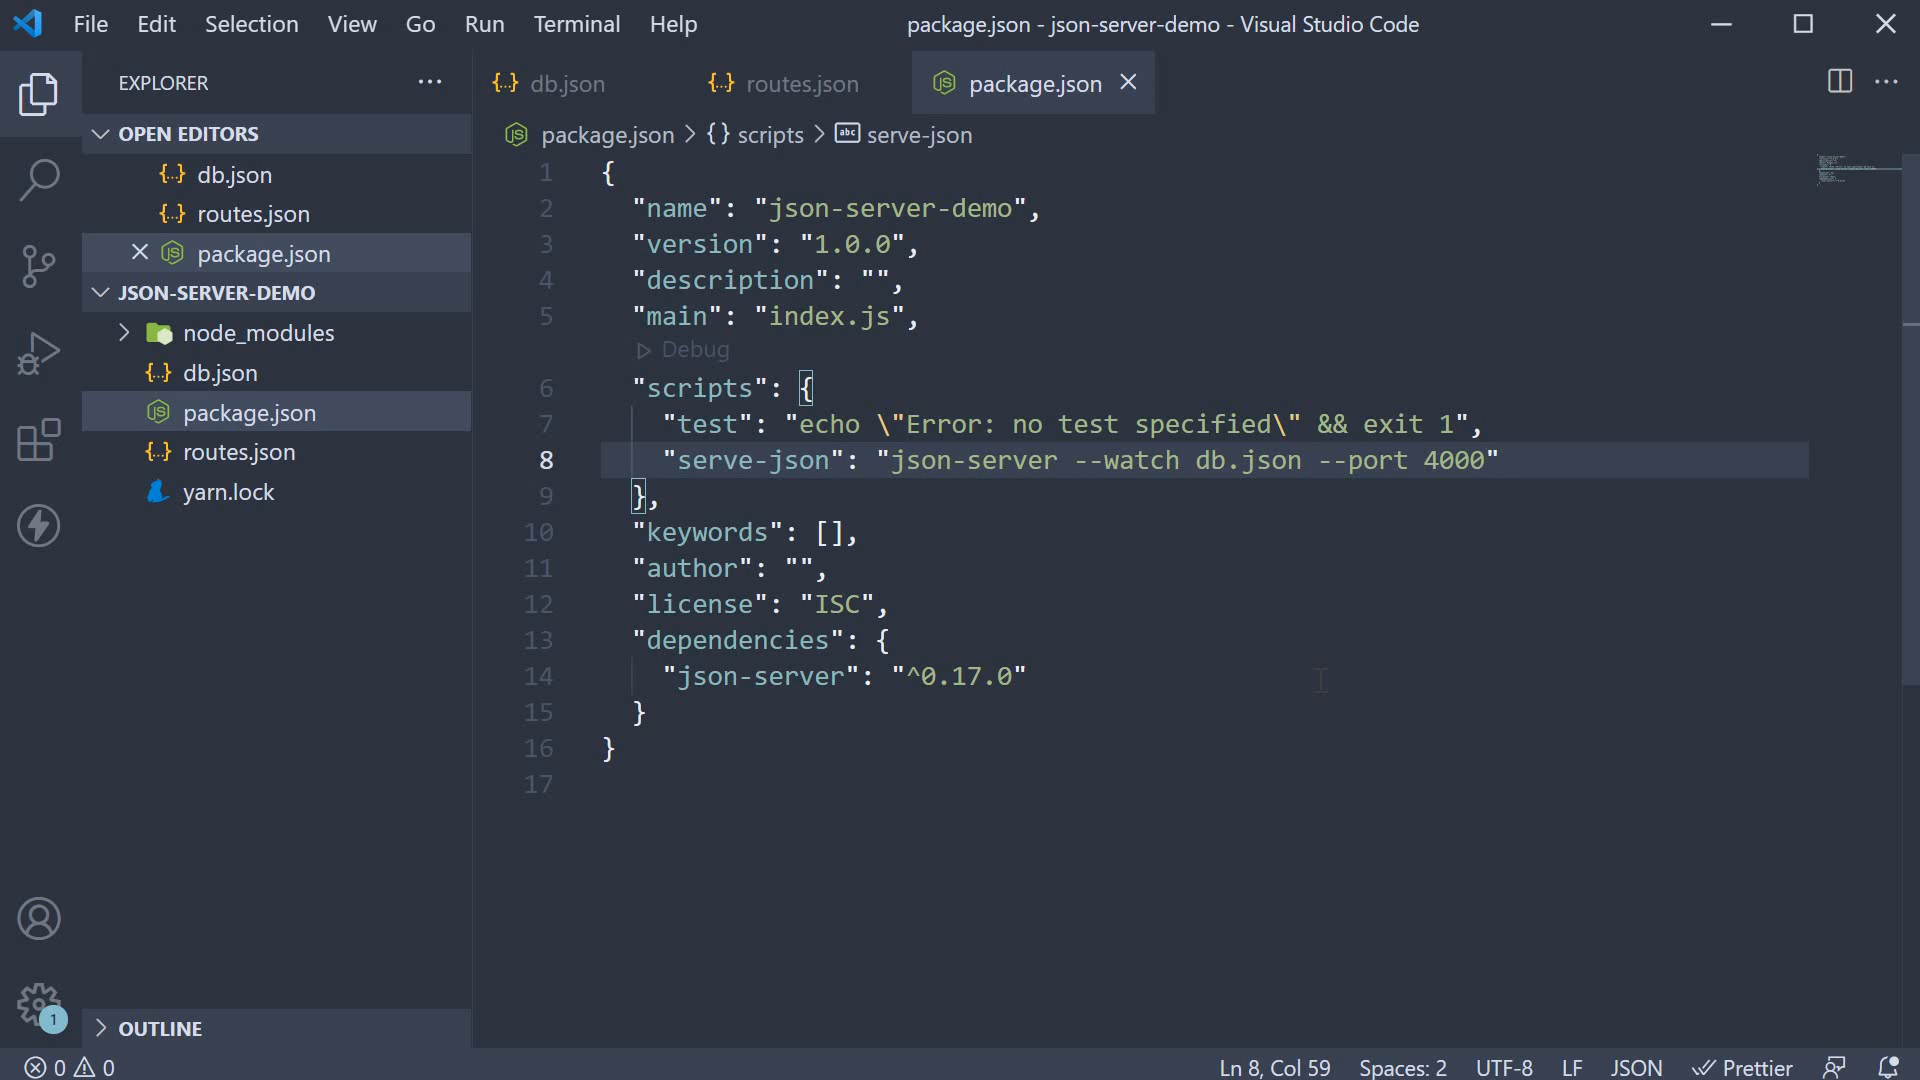 File Edit Selection View Go Run Terminal Help package.json - json-server-demo - Visual Studio Code
EXPLORER
OPEN EDITORS
db.json
routes.json
package.json
JSON-SERVER-DEMO
node_modules
db.json
package.json
routes.json
yarn.lock
OUTLINE
1
db.json routes.json package.json
package.json > {} scripts > abc serve-json
1 {
2 "name": "json-server-demo",
3 "version": "1.0.0",
4 "description": "",
5 "main": "index.js",
Debug
6 "scripts": {
7 "test": "echo \"Error: no test specified\" && exit 1",
8 "serve-json": "json-server --watch db.json --port 4000"
9 },
10 "keywords": [],
11 "author": "",
12 "license": "ISC",
13 "dependencies": {
14 "json-server": "^0.17.0"
15 }
16 }
17
0 0 Ln 8, Col 59 Spaces: 2 UTF-8 LF JSON Prettier